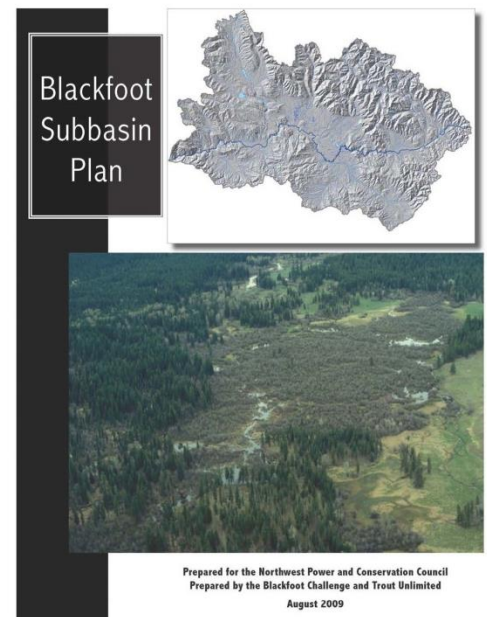 Blackfoot
Subbasin
Plan
Prepared for the Northwest Power and Conservation Council
Prepared by the Blackfoot Challenge and Trout Unlimited
August 2009